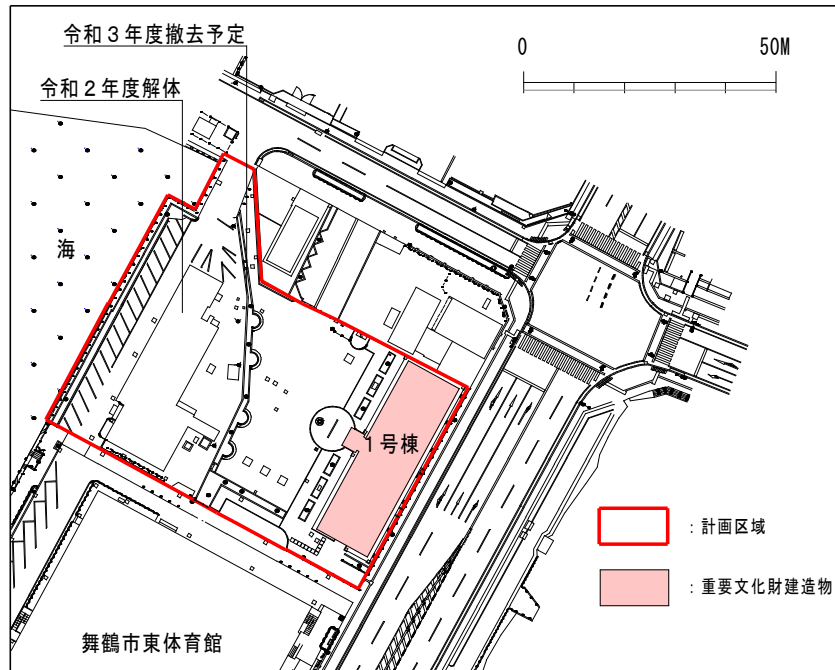 令和３年度撤去予定
0 50M
令和２年度解体
海
１号棟
：計画区域
：重要文化財建造物
舞鶴市東体育館